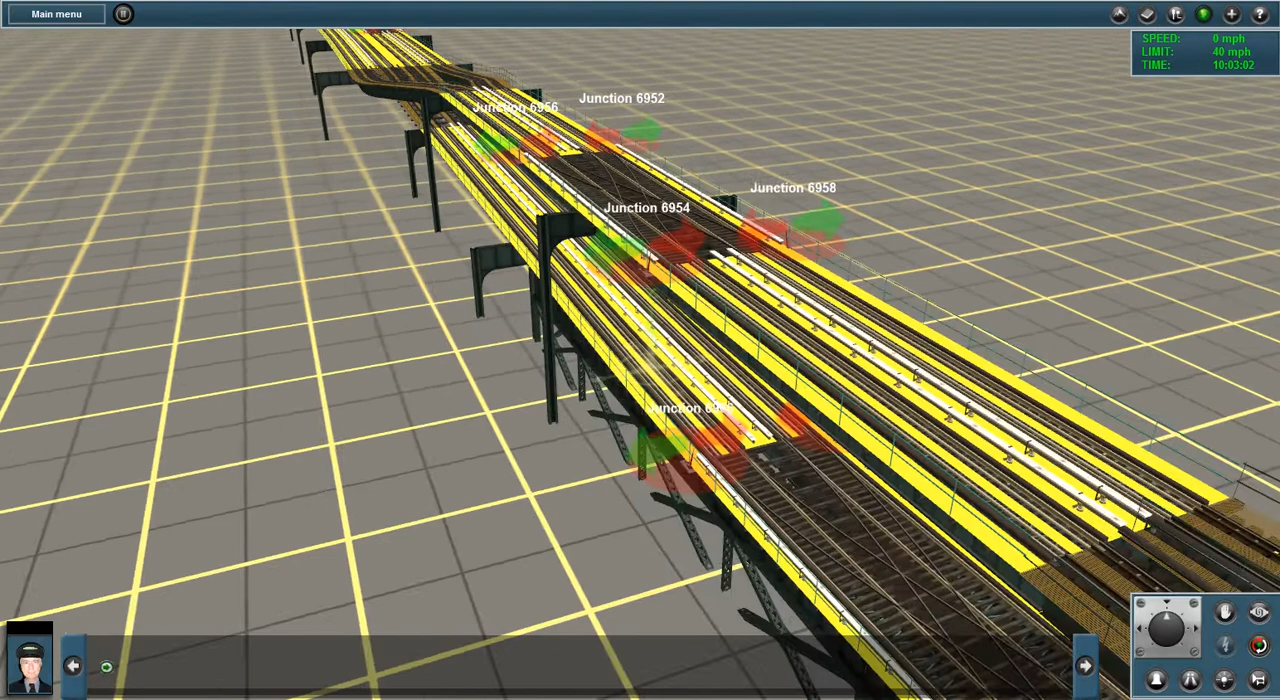 Main menu
SPEED: 0 mph
LIMIT: 40 mph
TIME: 10:03:02
Junction 6952
Junction 6956
Junction 6958
Junction 6954
Junction